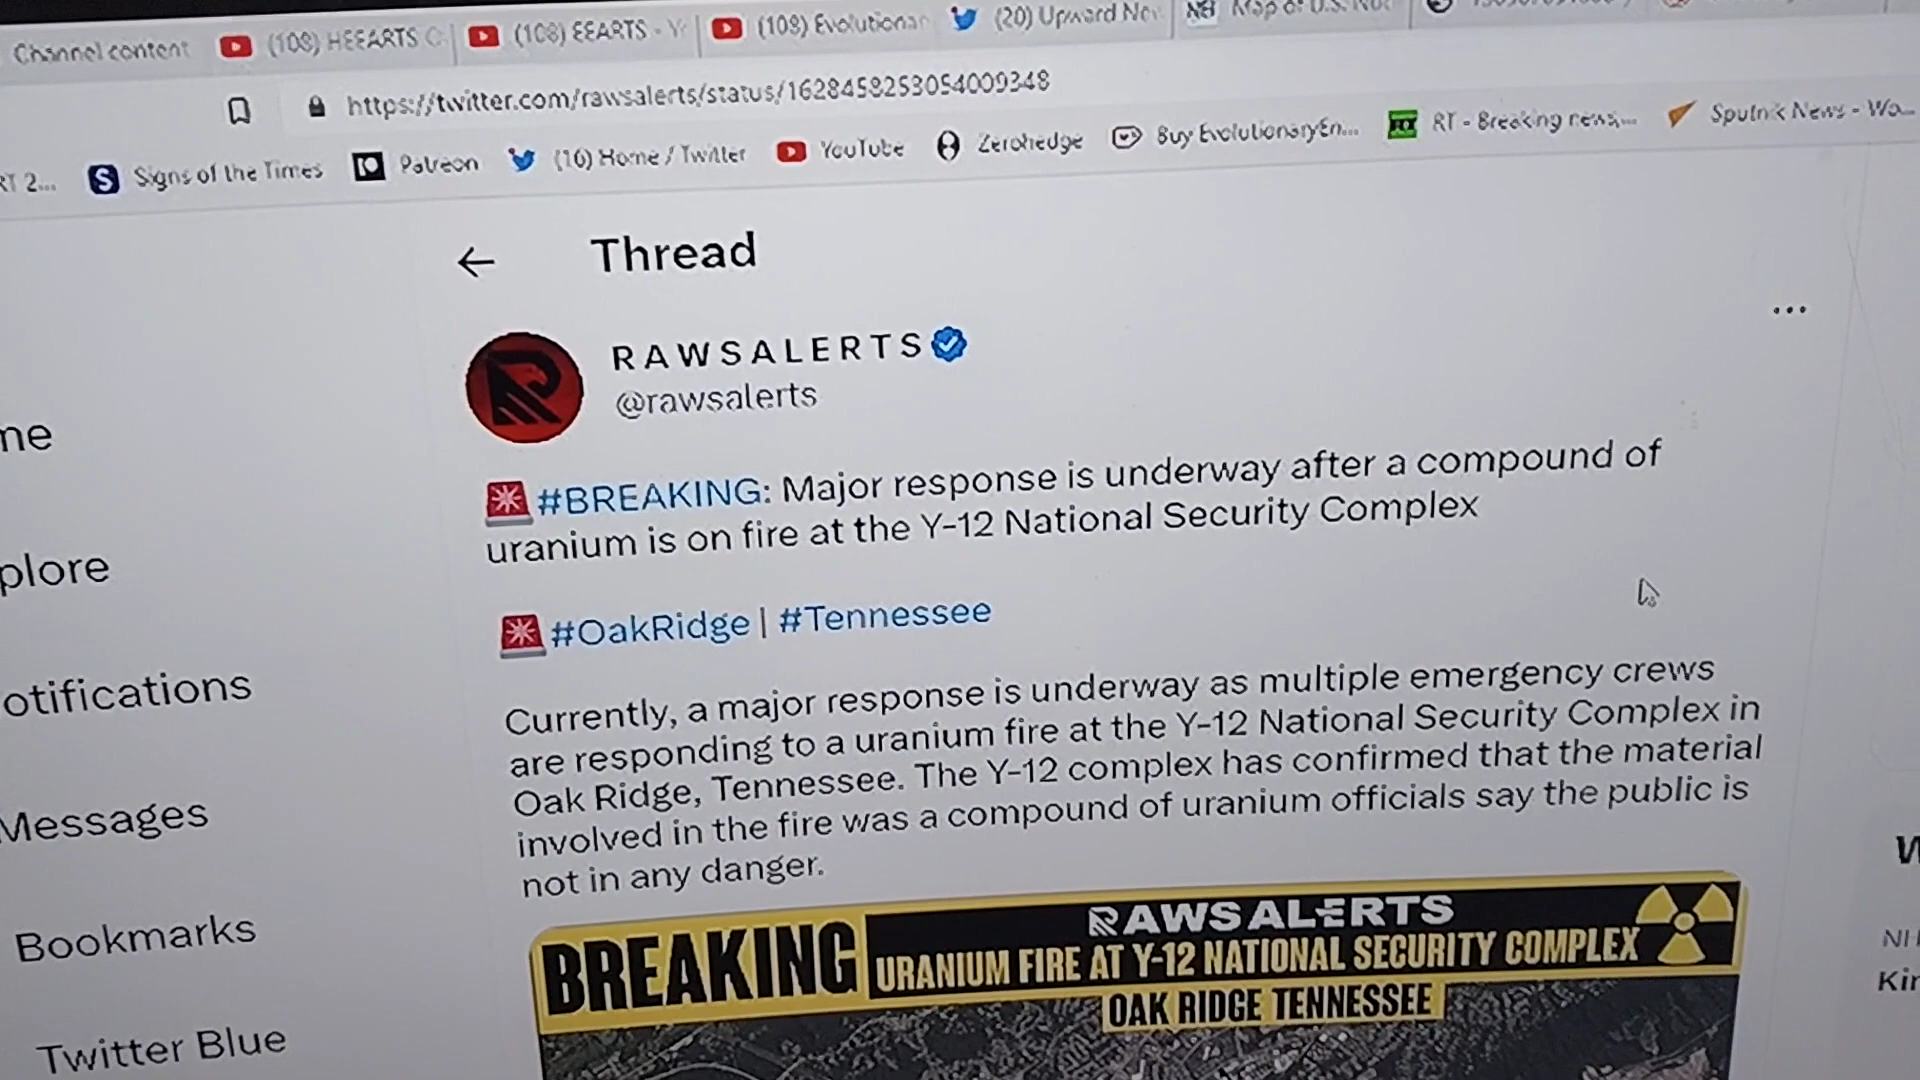 Channel content (108) HEEARTS (108) EEARTS - (108) Evolutionar (20) Upward Nev
https://twitter.com/rawsalerts/status/1628458253054009348
Signs of the Times Patreon (16) Home / Twitter YouTube Zerohedge Buy EvolutionaryEn... RT - Breaking news,... Sputnik News - Wo...
Thread
RAWSALERTS
@rawsalerts
#BREAKING: Major response is underway after a compound of
uranium is on fire at the Y-12 National Security Complex
#OakRidge | #Tennessee
Currently, a major response is underway as multiple emergency crews
are responding to a uranium fire at the Y-12 National Security Complex in
Oak Ridge, Tennessee. The Y-12 complex has confirmed that the material
involved in the fire was a compound of uranium officials say the public is
not in any danger.
me
plore
otifications
Messages
Bookmarks
Twitter Blue
RAWSALERTS
BREAKING URANIUM FIRE AT Y-12 NATIONAL SECURITY COMPLEX
OAK RIDGE TENNESSEE